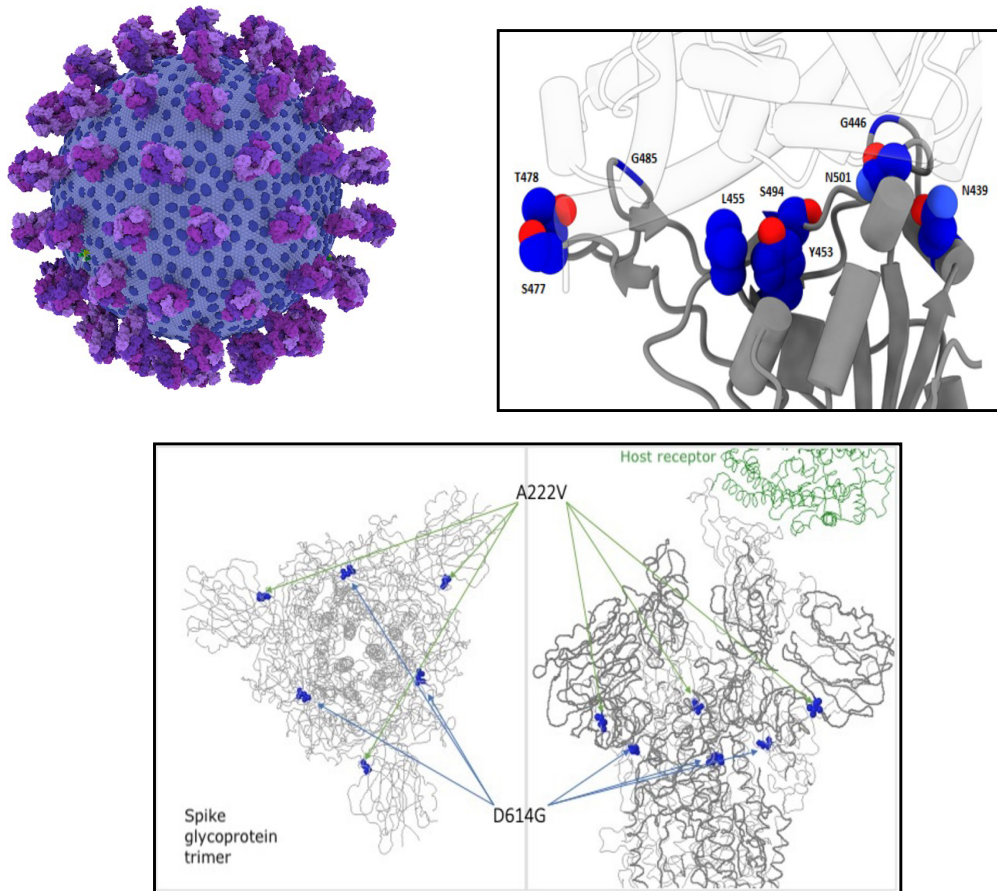 G446
G485
T478
N501
N439
S494
L455
Y453
S477
Host receptor
A222V
D614G
Spike
glycoprotein
trimer